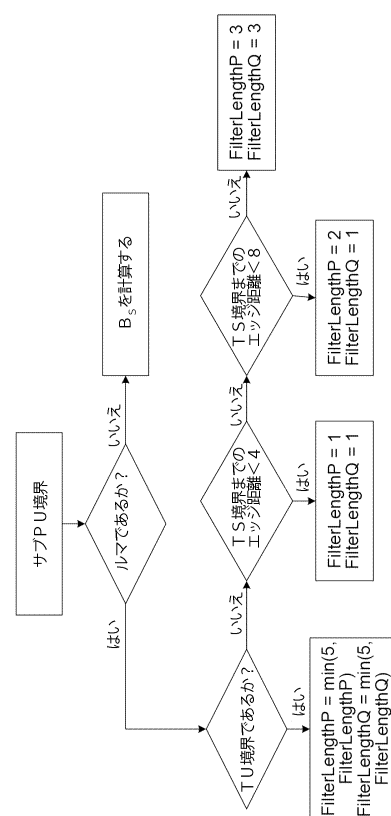 サブPU境界
ルマであるか?
いいえ
BSを計算する
はい
TU境界であるか?
はい
FilterLengthP = min(5,
FilterLengthP)
FilterLengthQ = min(5,
FilterLengthQ)
いいえ
TS境界までの
エッジ距離<4
はい
FilterLengthP = 1
FilterLengthQ = 1
いいえ
TS境界までの
エッジ距離<8
はい
FilterLengthP = 2
FilterLengthQ = 1
いいえ
FilterLengthP = 3
FilterLengthQ = 3